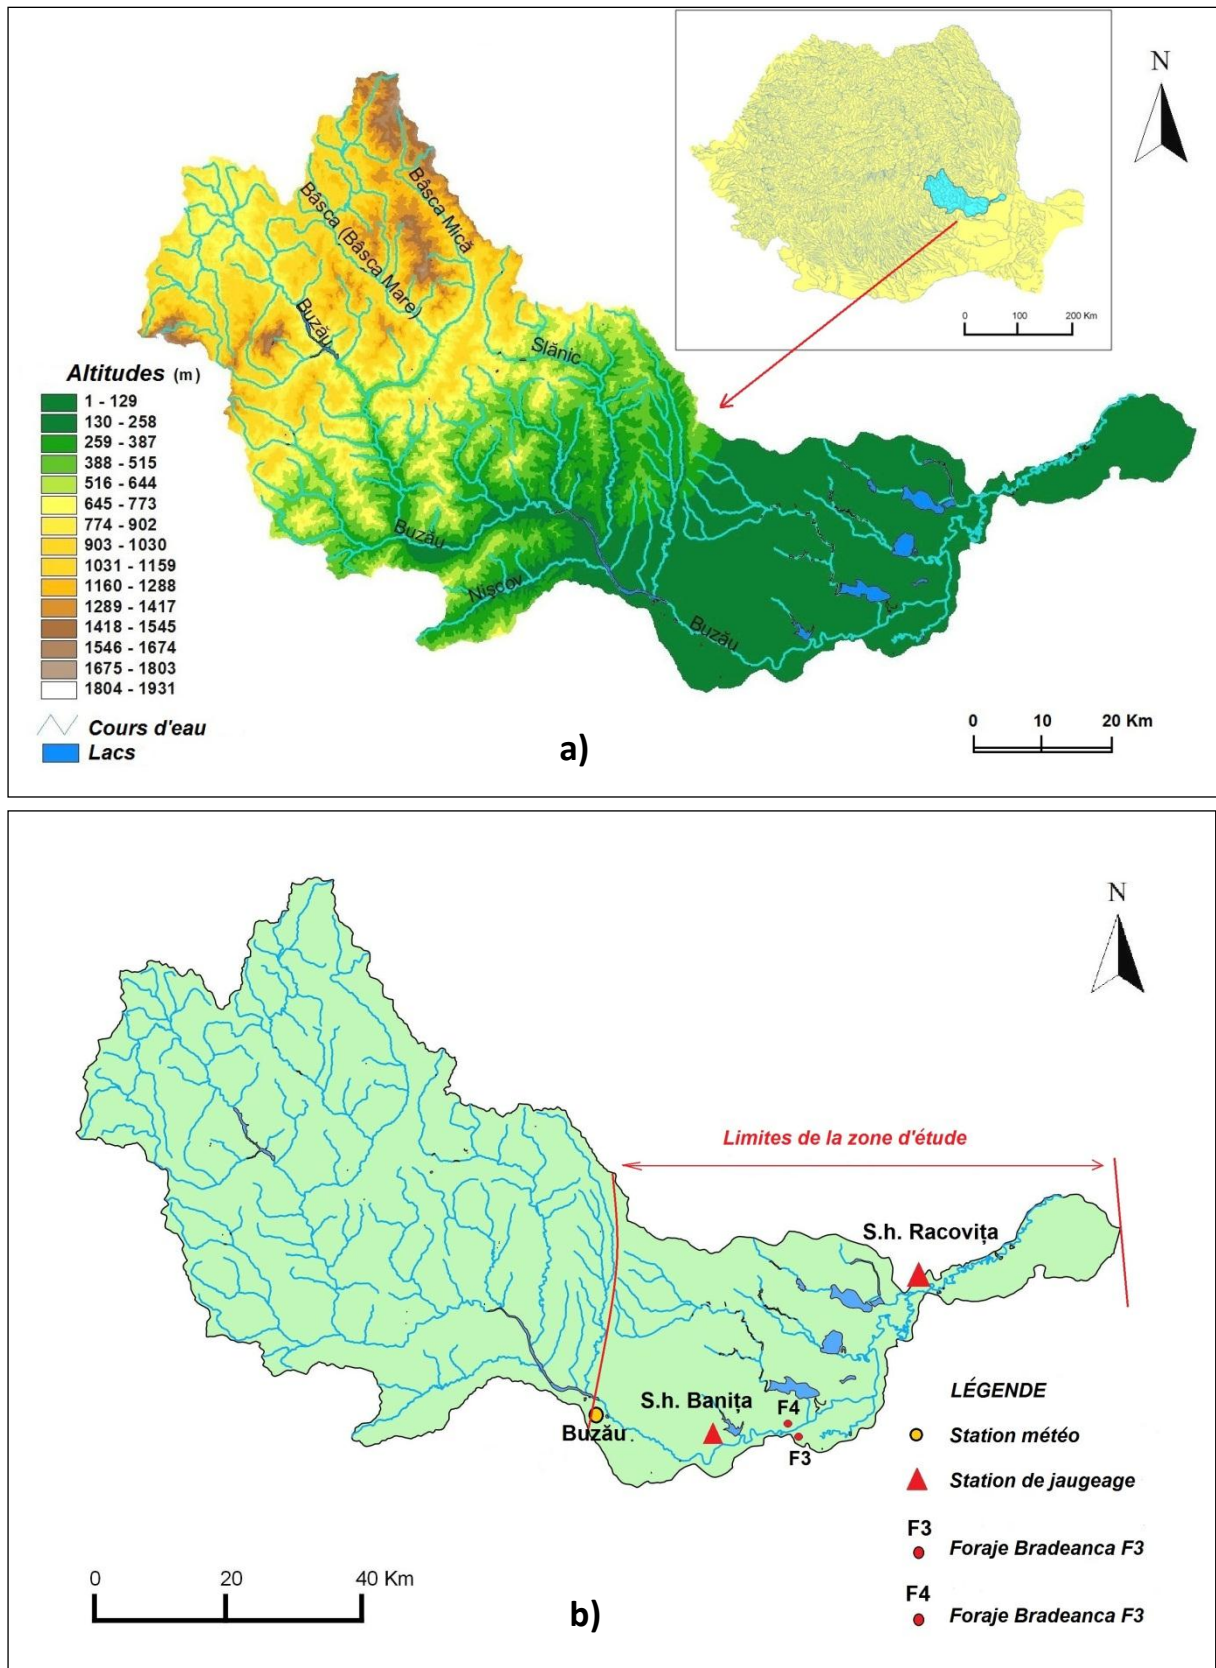 N
0 100 200 Km
Bâsca Mică
Bâsca (Bâsca Mare)
Buzău
Slănic
Buzău
Nișcov
Buzău
Altitudes (m)
1 - 129
130 - 258
259 - 387
388 - 515
516 - 644
645 - 773
774 - 902
903 - 1030
1031 - 1159
1160 - 1288
1289 - 1417
1418 - 1545
1546 - 1674
1675 - 1803
1804 - 1931
Cours d'eau
Lacs
0 10 20 Km
a)
N
Limites de la zone d'étude
S.h. Racovița
S.h. Banița
F4
F3
Buzău
LÉGENDE
Station météo
Station de jaugeage
F3
Foraje Bradeanca F3
F4
Foraje Bradeanca F3
0 20 40 Km
b)